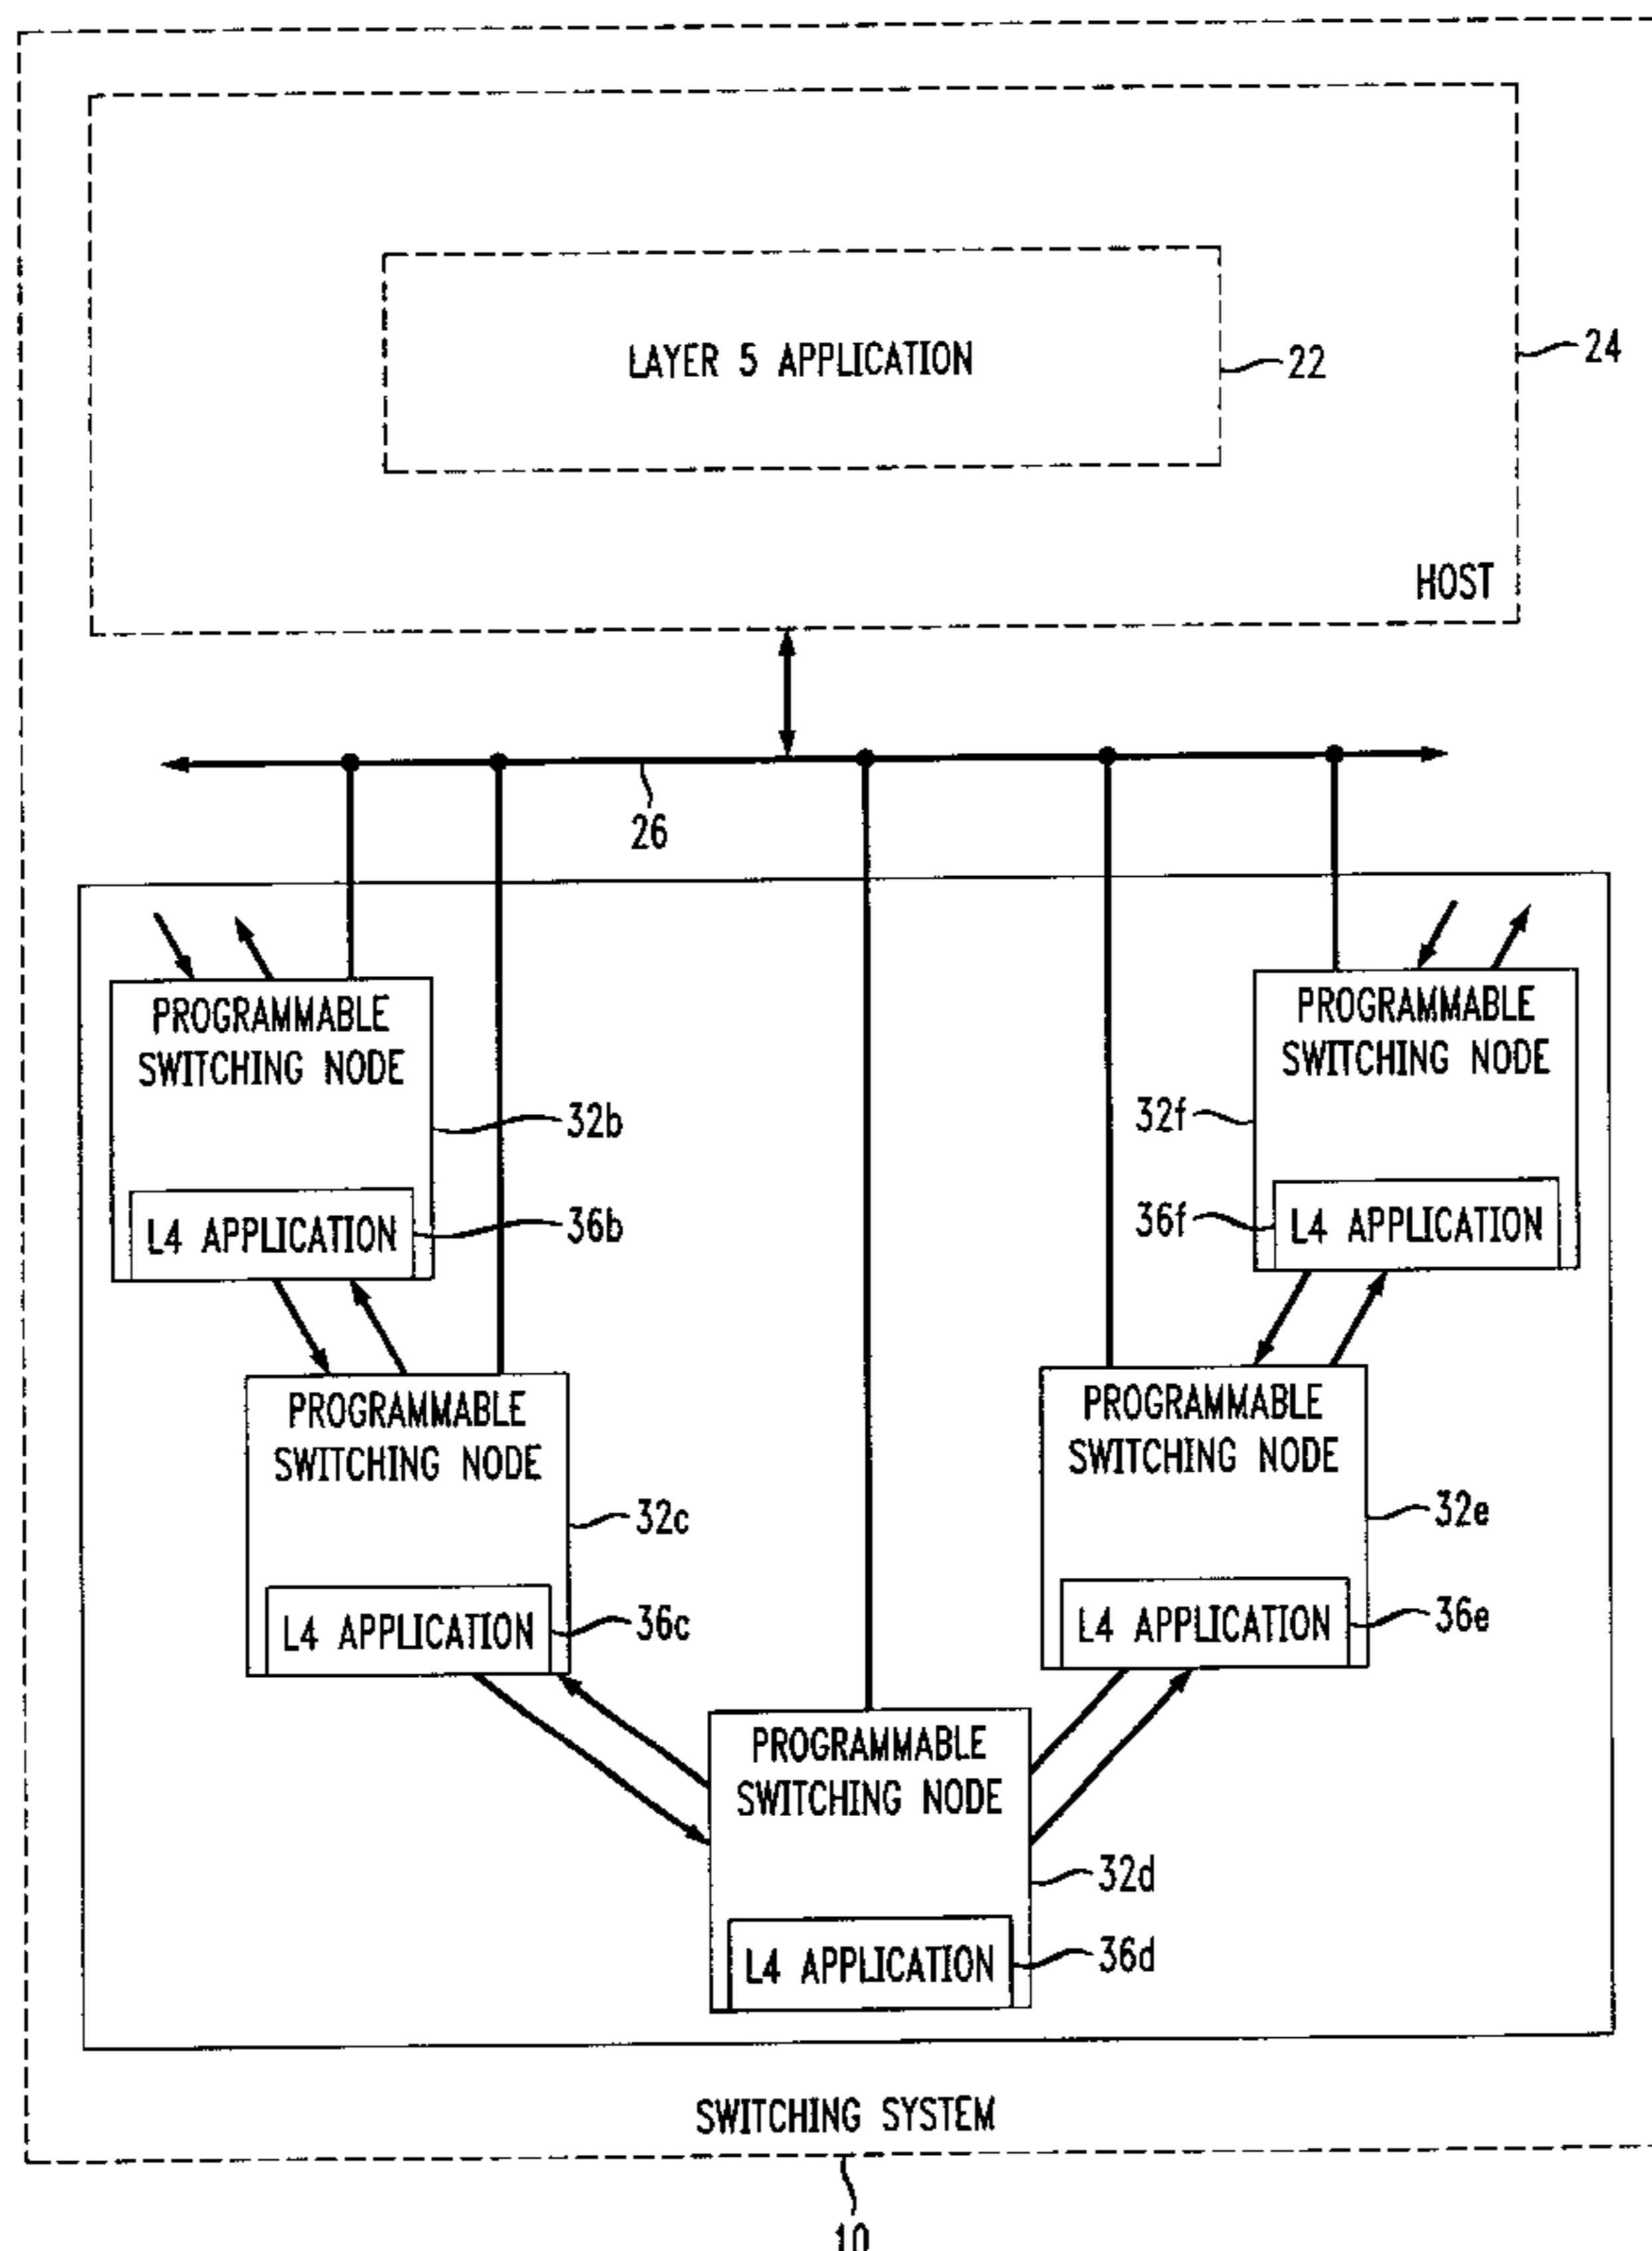 LAYER 5 APPLICATION
22
24
HOST
26
PROGRAMMABLE
SWITCHING NODE
32b
L4 APPLICATION
36b
PROGRAMMABLE
SWITCHING NODE
32f
L4 APPLICATION
36f
PROGRAMMABLE
SWITCHING NODE
32c
L4 APPLICATION
36c
PROGRAMMABLE
SWITCHING NODE
32e
L4 APPLICATION
36e
PROGRAMMABLE
SWITCHING NODE
32d
L4 APPLICATION
36d
SWITCHING SYSTEM
10